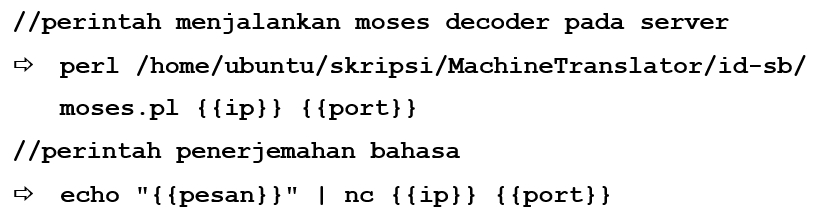 //perintah menjalankan moses decoder pada server
⇨ perl /home/ubuntu/skripsi/MachineTranslator/id-sb/
moses.pl {{ip}} {{port}}
//perintah penerjemahan bahasa
⇨ echo "{{pesan}}" | nc {{ip}} {{port}}